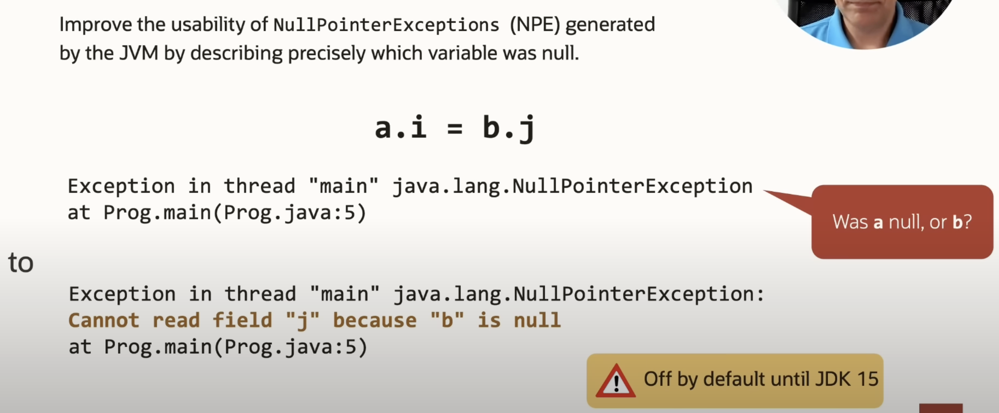 Improve the usability of NullPointerExceptions (NPE) generated
by the JVM by describing precisely which variable was null.
a.i = b.j
Exception in thread "main" java.lang.NullPointerException
at Prog.main(Prog.java:5)
Was a null, or b?
to
Exception in thread "main" java.lang.NullPointerException:
Cannot read field "j" because "b" is null
at Prog.main(Prog.java:5)
Off by default until JDK 15